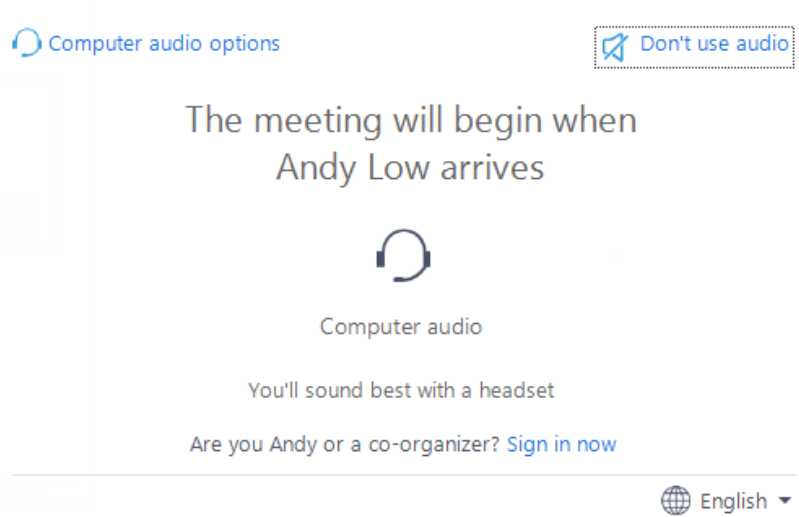 Computer audio options
Don't use audio
The meeting will begin when
Andy Low arrives
Computer audio
You'll sound best with a headset
Are you Andy or a co-organizer? Sign in now
English